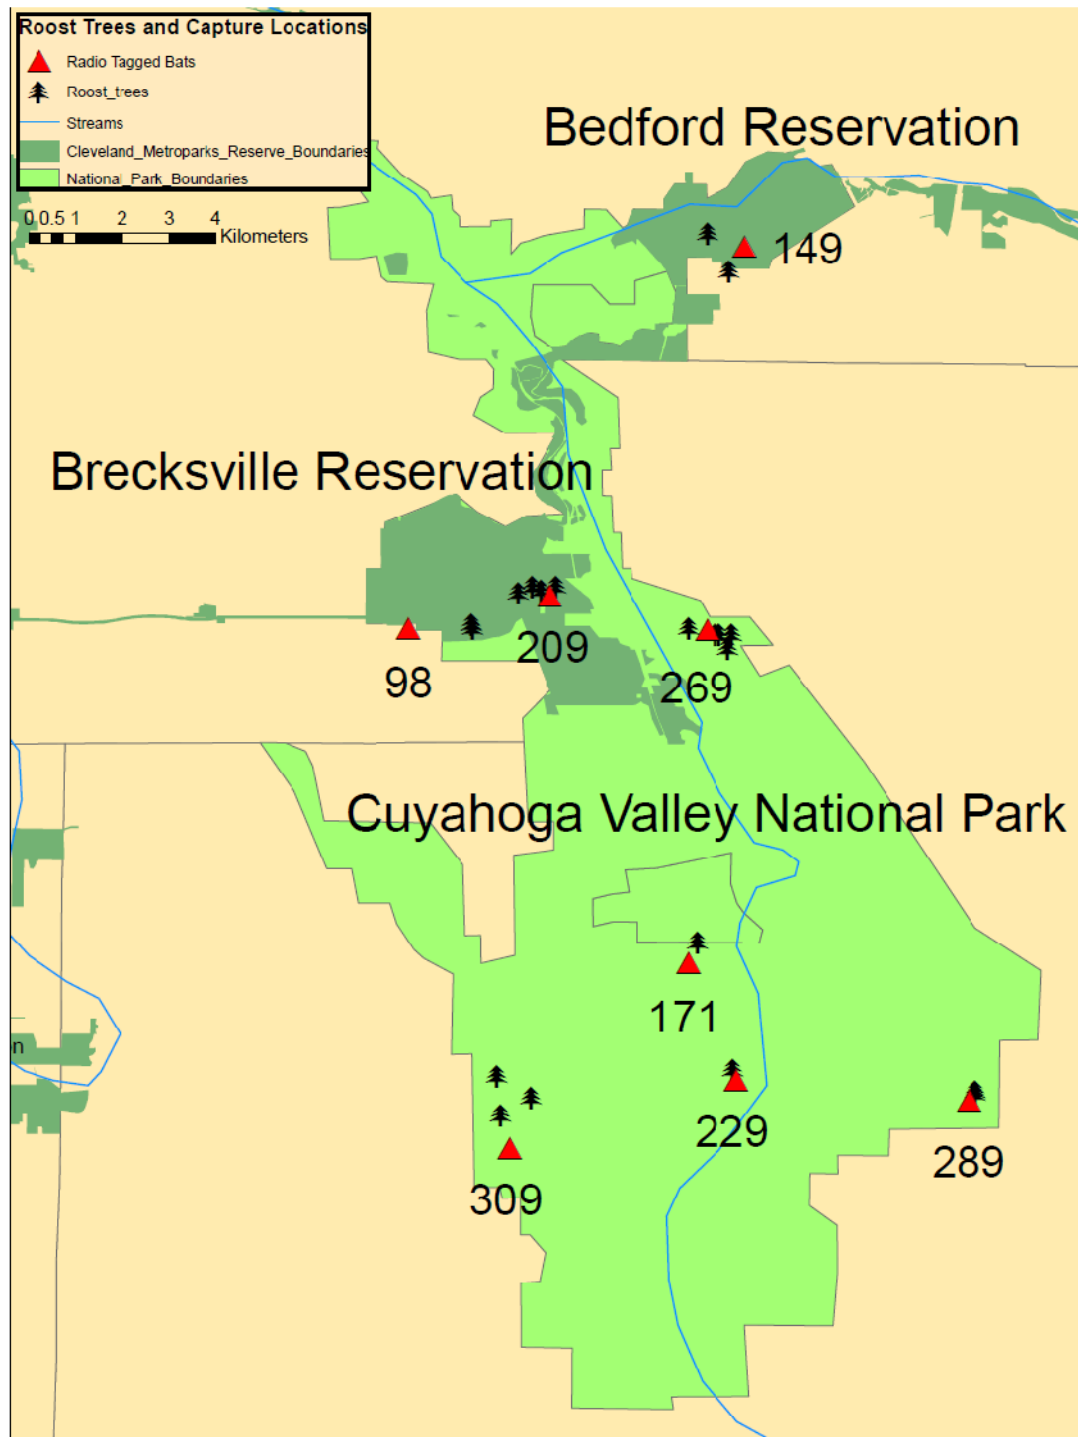 Roost Trees and Capture Locations
Radio Tagged Bats
Roost_trees
Streams
Cleveland_Metroparks_Reserve_Boundaries
National_Park_Boundaries
0 0.5 1 2 3 4
Kilometers
Bedford Reservation
149
Brecksville Reservation
209
98
269
Cuyahoga Valley National Park
171
n
229
289
309